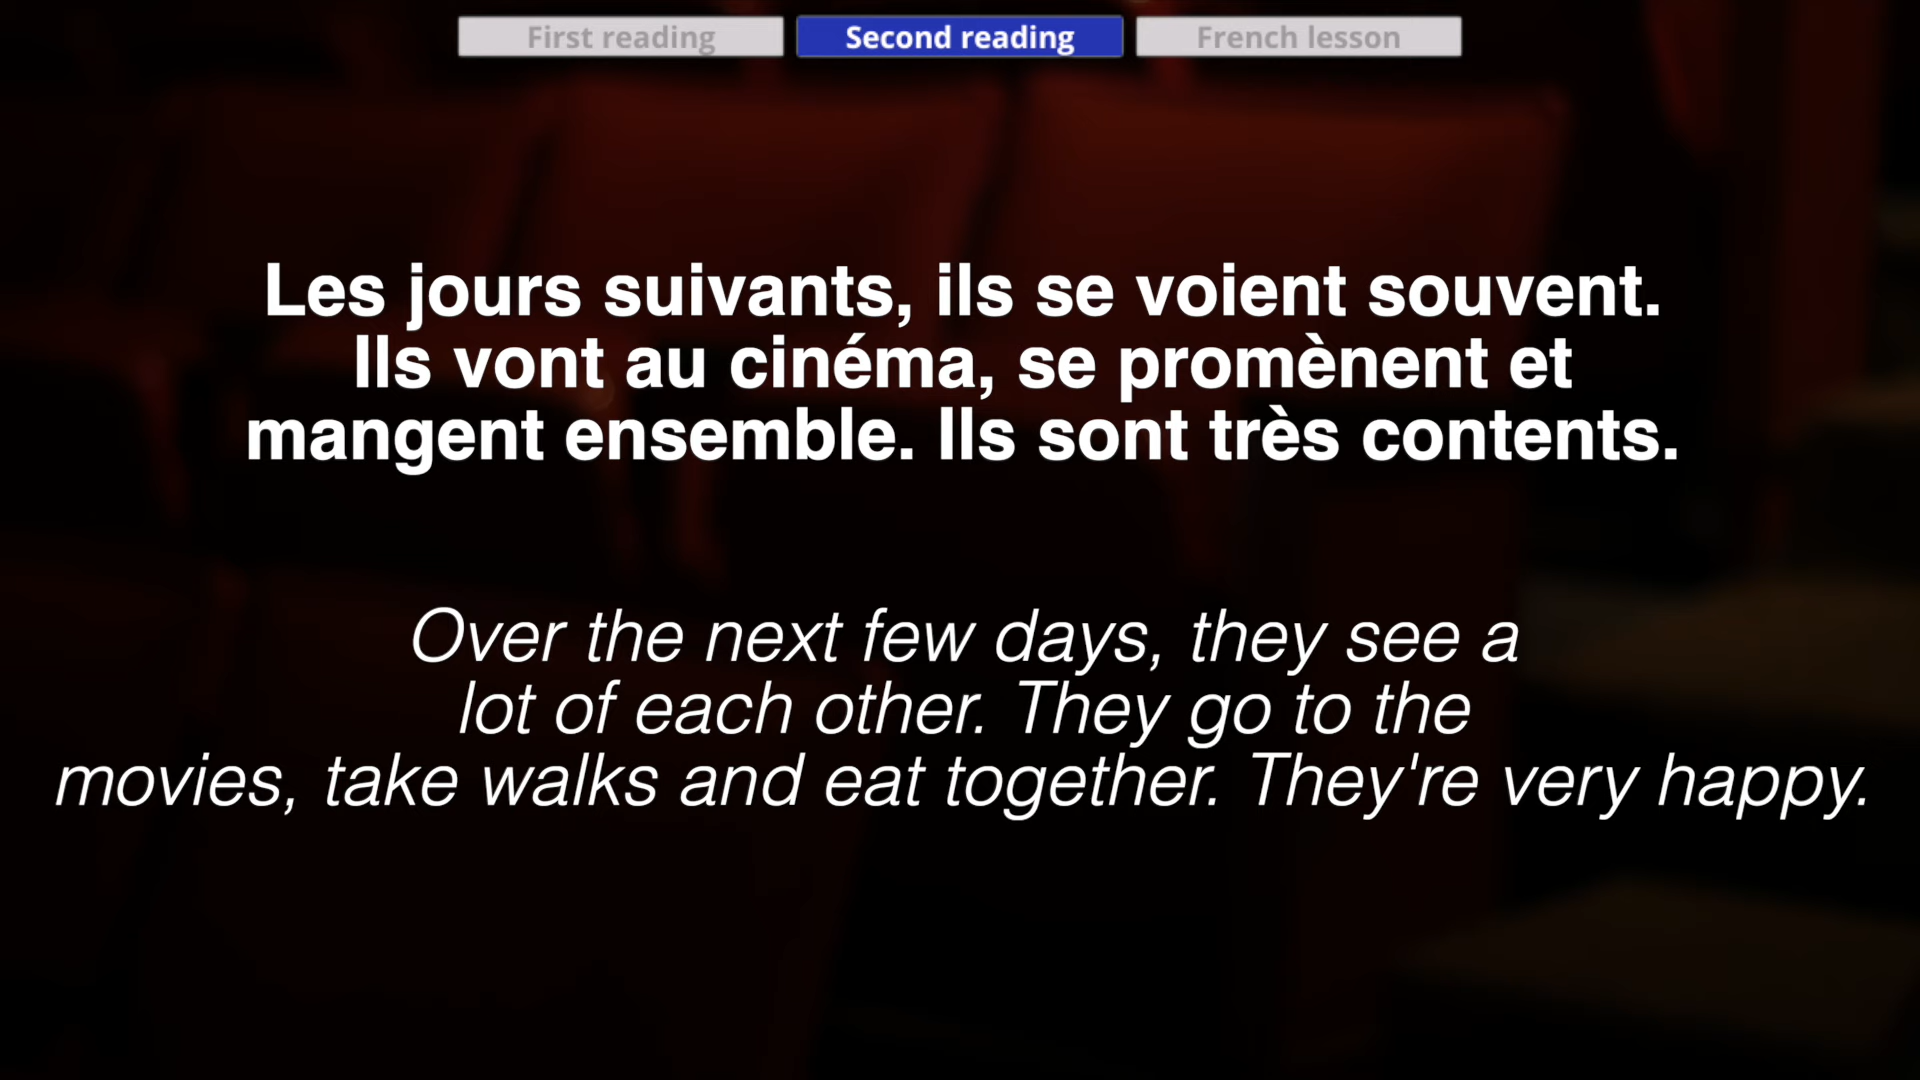 First reading
Second reading
French lesson
Les jours suivants, ils se voient souvent.
Ils vont au cinéma, se promènent et
mangent ensemble. Ils sont très contents.
Over the next few days, they see a
lot of each other. They go to the
movies, take walks and eat together. They're very happy.